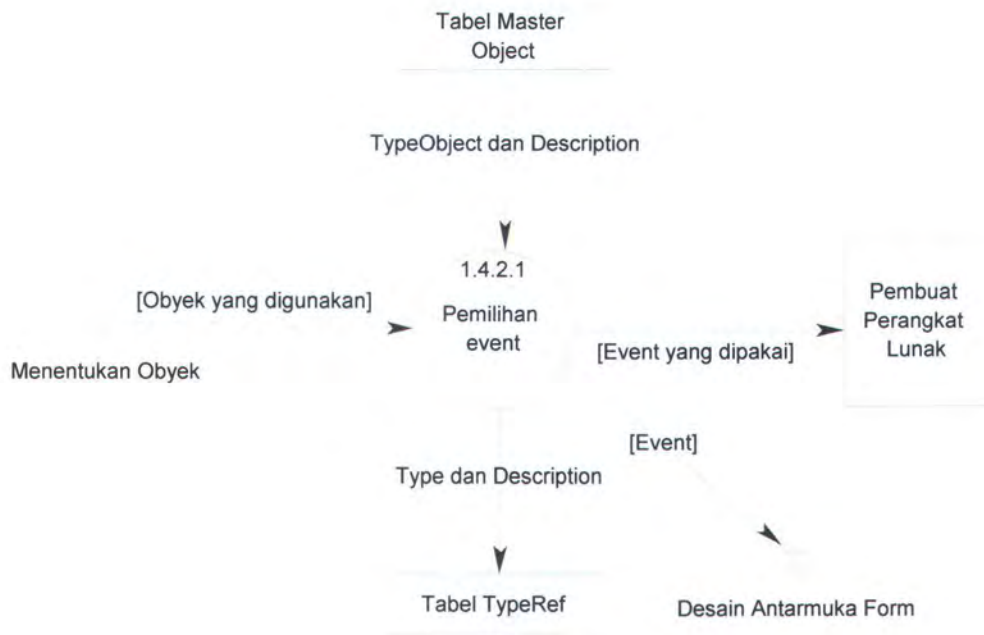 Tabel Master
Object
TypeObject dan Description
1.4.2.1
Pemilihan
event
[Obyek yang digunakan]
Menentukan Obyek
[Event yang dipakai]
Pembuat
Perangkat
Lunak
[Event]
Type dan Description
Tabel TypeRef
Desain Antarmuka Form